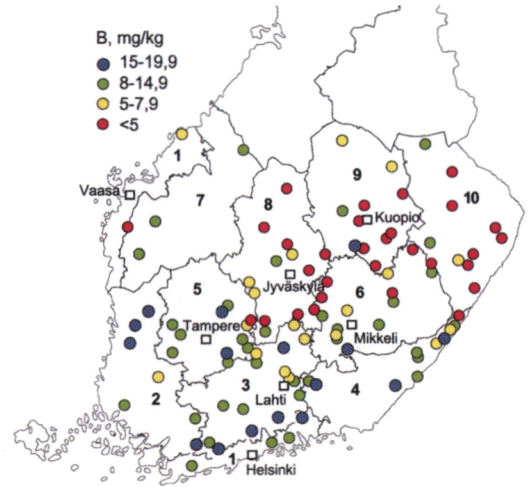 B, mg/kg
15-19,9
8-14,9
5-7,9
<5
1
Vaasa
7
8
9
Kuopio
10
5
Jyväskylä
6
Tampere
Mikkeli
2
3
Lahti
4
1
Helsinki